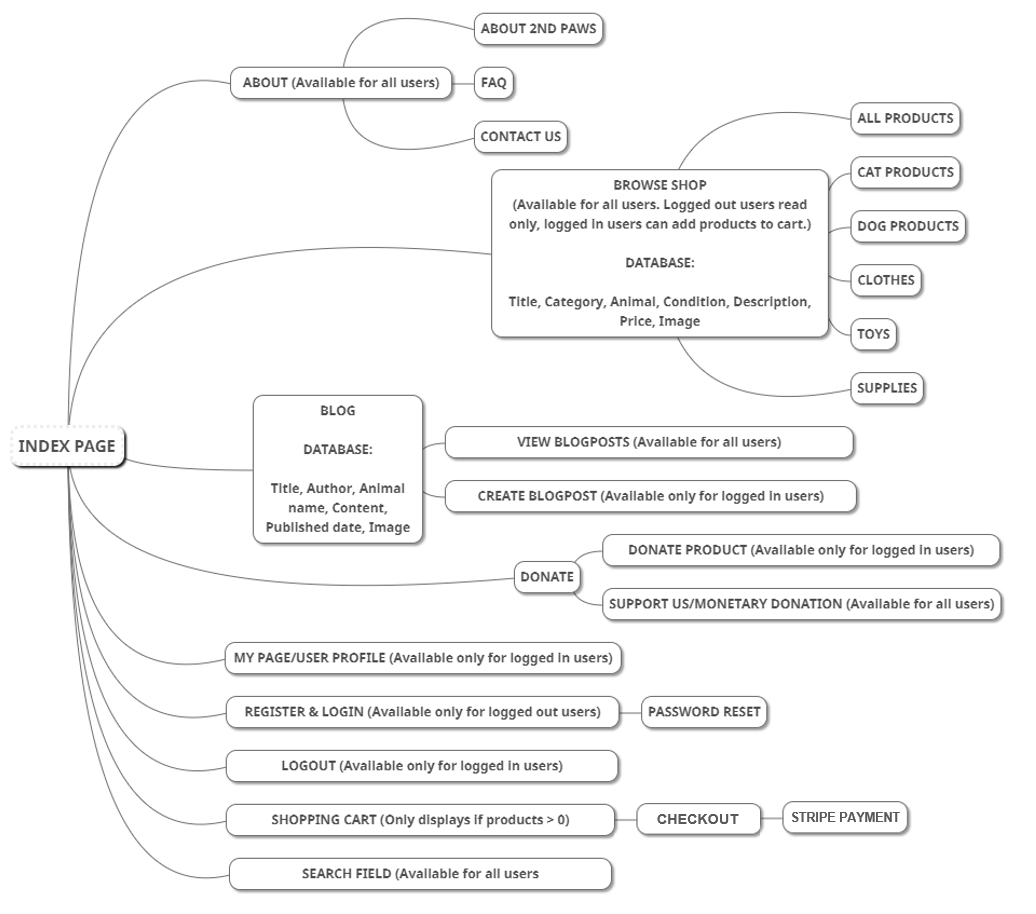 ABOUT 2ND PAWS
ABOUT (Available for all users)
FAQ
CONTACT US
BROWSE SHOP
(Available for all users. Logged out users read
only, logged in users can add products to cart.)
DATABASE:
Title, Category, Animal, Condition, Description,
Price, Image
ALL PRODUCTS
CAT PRODUCTS
DOG PRODUCTS
CLOTHES
TOYS
SUPPLIES
INDEX PAGE
BLOG
DATABASE:
Title, Author, Animal
name, Content,
Published date, Image
VIEW BLOGPOSTS (Available for all users)
CREATE BLOGPOST (Available only for logged in users)
DONATE
DONATE PRODUCT (Available only for logged in users)
SUPPORT US/MONETARY DONATION (Available for all users)
MY PAGE/USER PROFILE (Available only for logged in users)
REGISTER & LOGIN (Available only for logged out users)
PASSWORD RESET
LOGOUT (Available only for logged in users)
SHOPPING CART (Only displays if products > 0)
CHECKOUT
STRIPE PAYMENT
SEARCH FIELD (Available for all users